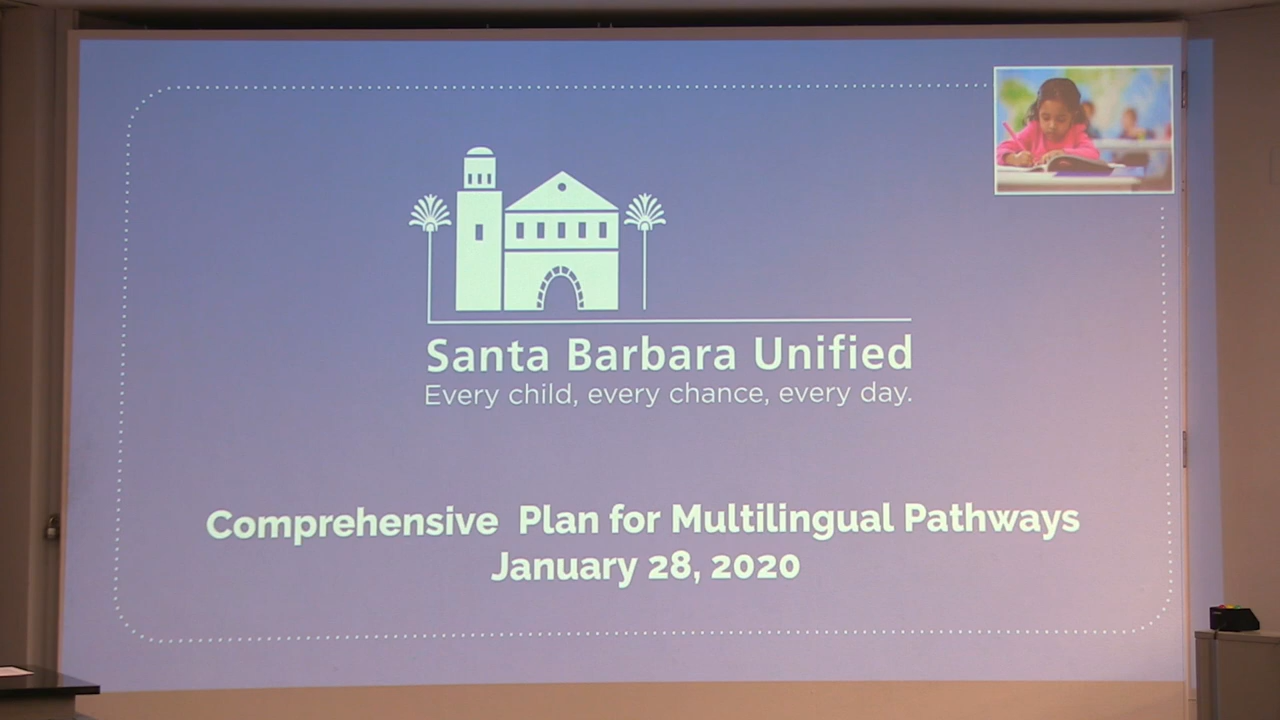 Santa Barbara Unified
Every child, every chance, every day.
Comprehensive Plan for Multilingual Pathways
January 28, 2020